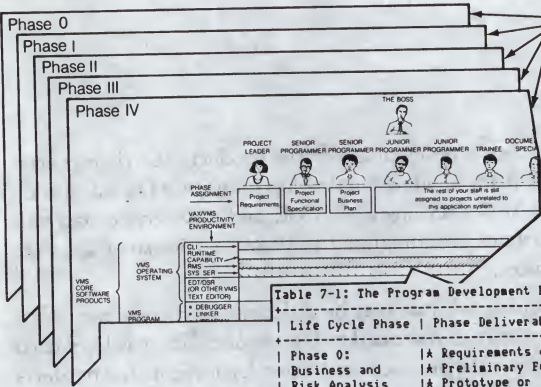 Phase 0
Phase I
Phase II
Phase III
Phase IV
THE BOSS
PROJECT LEADER
SENIOR PROGRAMMER
SENIOR PROGRAMMER
JUNIOR PROGRAMMER
JUNIOR PROGRAMMER
TRAINEE
PHASE ASSIGNMENT
Project Requirements
Project Functional Specification
Project Business Plan
The rest of your staff is still
assigned to projects unrelated to
this application system
VAX/VMS
PRODUCTIVITY
ENVIRONMENT
VMS
CORE
SOFTWARE
PRODUCTS
VMS
OPERATING
SYSTEM
CLI
RUNTIME
CAPABILITY
RMS
SYS SER
EDT/DSR
(OR OTHER VMS
TEXT EDITOR)
VMS
PROGRAM
• DEBUGGER
• LINKER
Table 7-1: The Program Development
| Life Cycle Phase | Phase
| Phase 0: |* Requirements
| Business and |* Preliminary
| Risk Analysis |* Prototype or